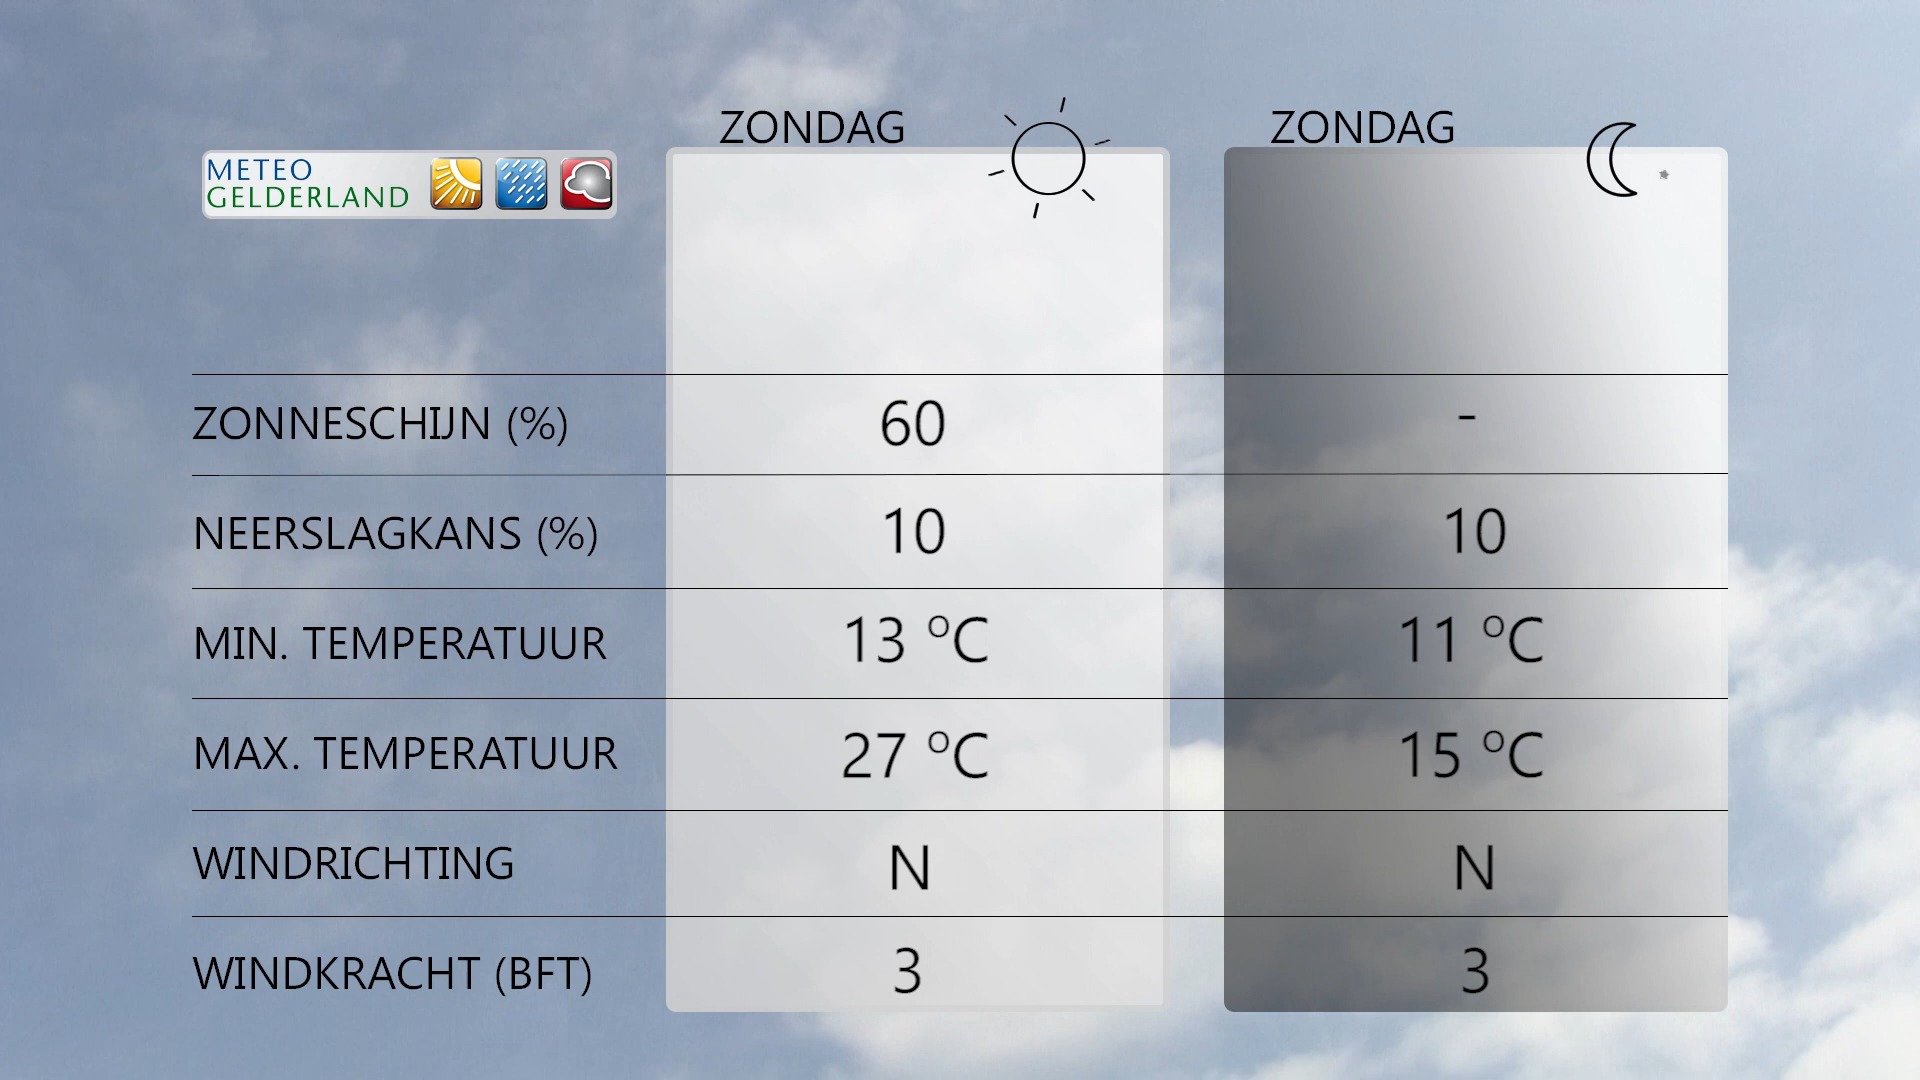 ZONDAG ZONDAG
METEO
GELDERLAND
ZONNESCHIJN (%) 60 -
NEERSLAGKANS (%) 10 10
MIN. TEMPERATUUR 13 °C 11 °C
MAX. TEMPERATUUR 27 °C 15 °C
WINDRICHTING N N
WINDKRACHT (BFT) 3 3